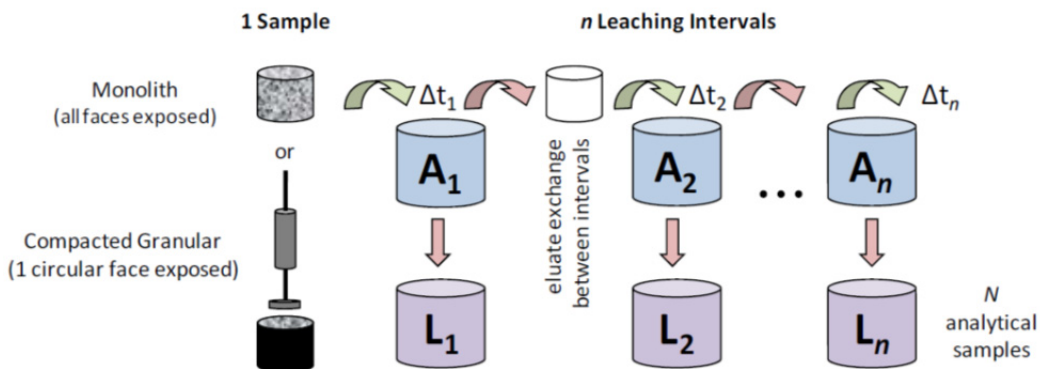 1 Sample
n Leaching Intervals
Monolith
(all faces exposed)
or
Compacted Granular
(1 circular face exposed)
Δt₁
Δt₂
Δtₙ
A₁
A₂
...
Aₙ
eluate exchange
between intervals
L₁
L₂
Lₙ
N
analytical
samples